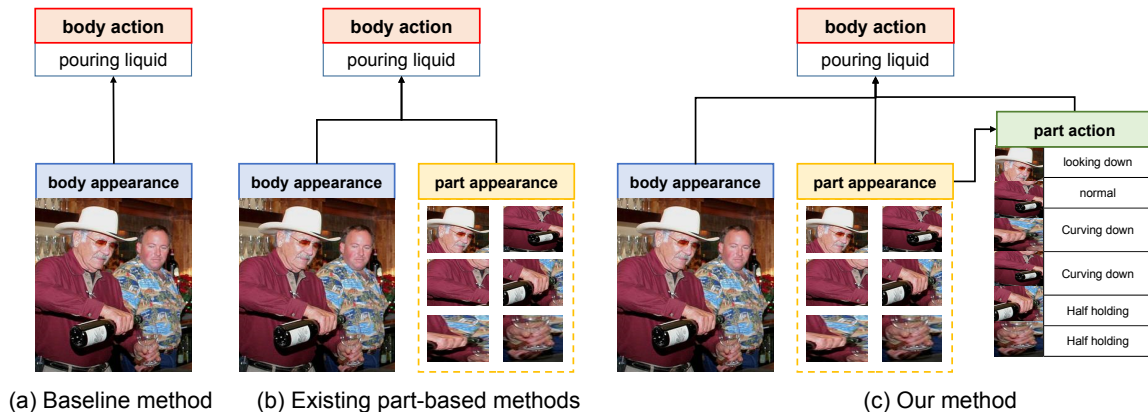 body action
pouring liquid
body appearance
(a) Baseline method
body action
pouring liquid
body appearance
part appearance
(b) Existing part-based methods
body action
pouring liquid
body appearance
part appearance
part action
looking down
normal
Curving down
Curving down
Half holding
Half holding
(c) Our method